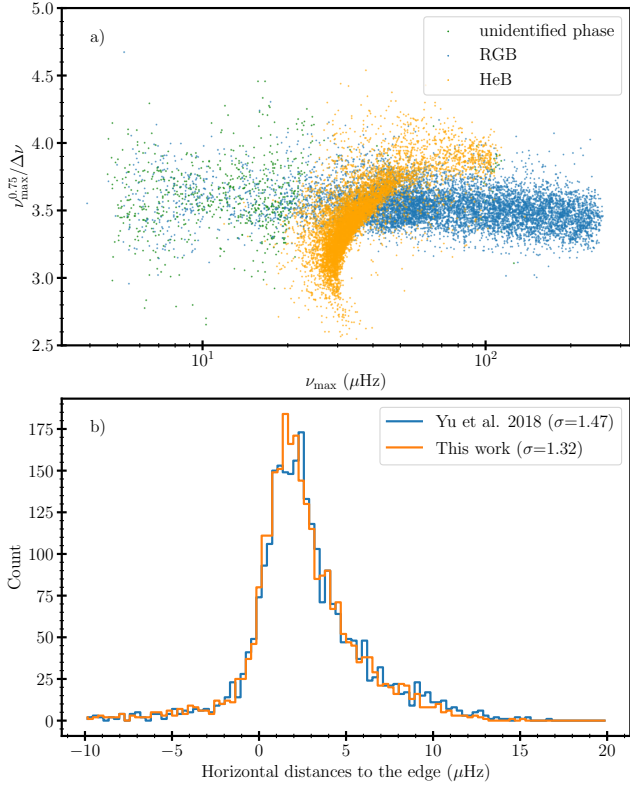 5.0
a)
unidentified phase
RGB
HeB
4.5
4.0
3.5
3.0
2.5
ν_max^0.75/Δν
10^1
10^2
ν_max (μHz)
b)
Yu et al. 2018 (σ=1.47)
This work (σ=1.32)
175
150
125
100
75
50
25
0
Count
−10
−5
0
5
10
15
20
Horizontal distances to the edge (μHz)